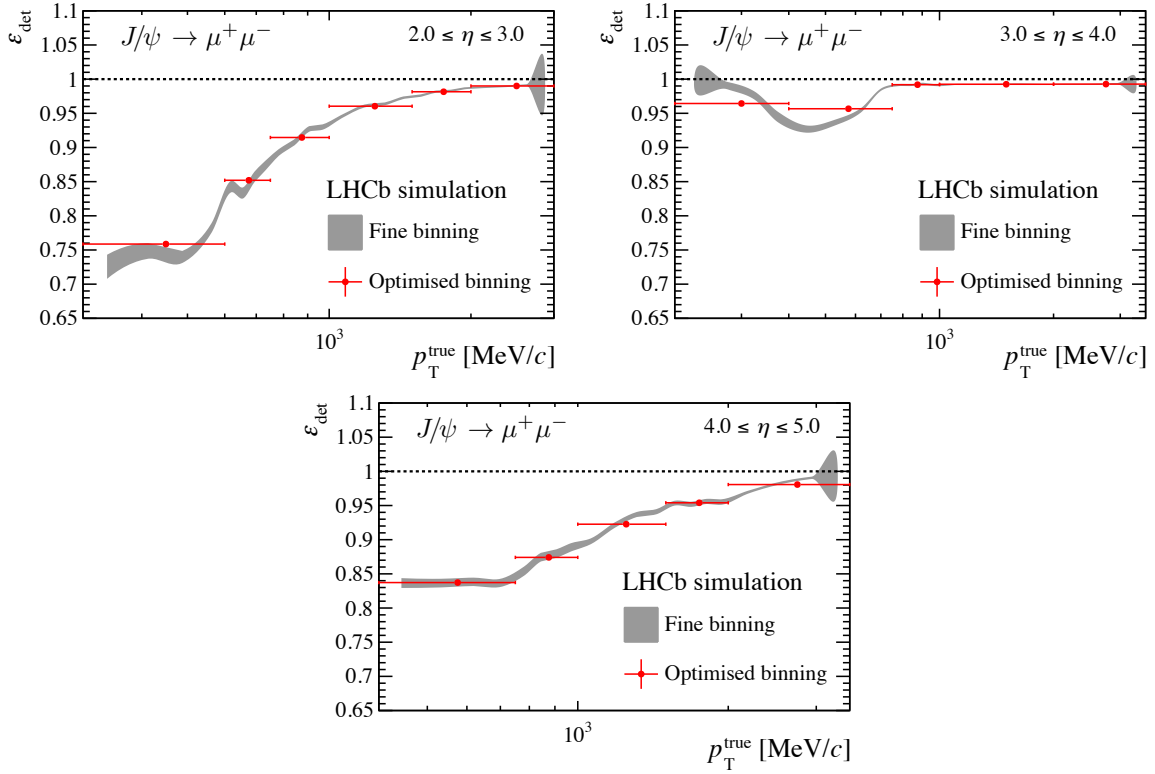 ε_det
J/ψ → μ⁺μ⁻
2.0 ≤ η ≤ 3.0
1.1
1.05
1
0.95
0.9
0.85
0.8
0.75
0.7
0.65
LHCb simulation
Fine binning
Optimised binning
10³
p_T^true [MeV/c]
ε_det
J/ψ → μ⁺μ⁻
3.0 ≤ η ≤ 4.0
1.1
1.05
1
0.95
0.9
0.85
0.8
0.75
0.7
0.65
LHCb simulation
Fine binning
Optimised binning
10³
p_T^true [MeV/c]
ε_det
J/ψ → μ⁺μ⁻
4.0 ≤ η ≤ 5.0
1.1
1.05
1
0.95
0.9
0.85
0.8
0.75
0.7
0.65
LHCb simulation
Fine binning
Optimised binning
10³
p_T^true [MeV/c]